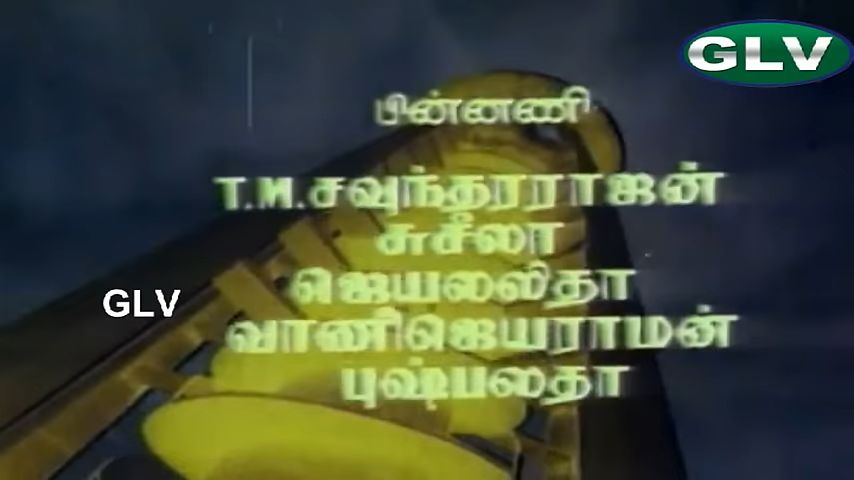 GLV
பின்னணி
T.M.சவுந்தரராஜன்
சுசீலா
ஜெயலலிதா
GLV
வாணிஜெயராமன்
புஷ்பலதா